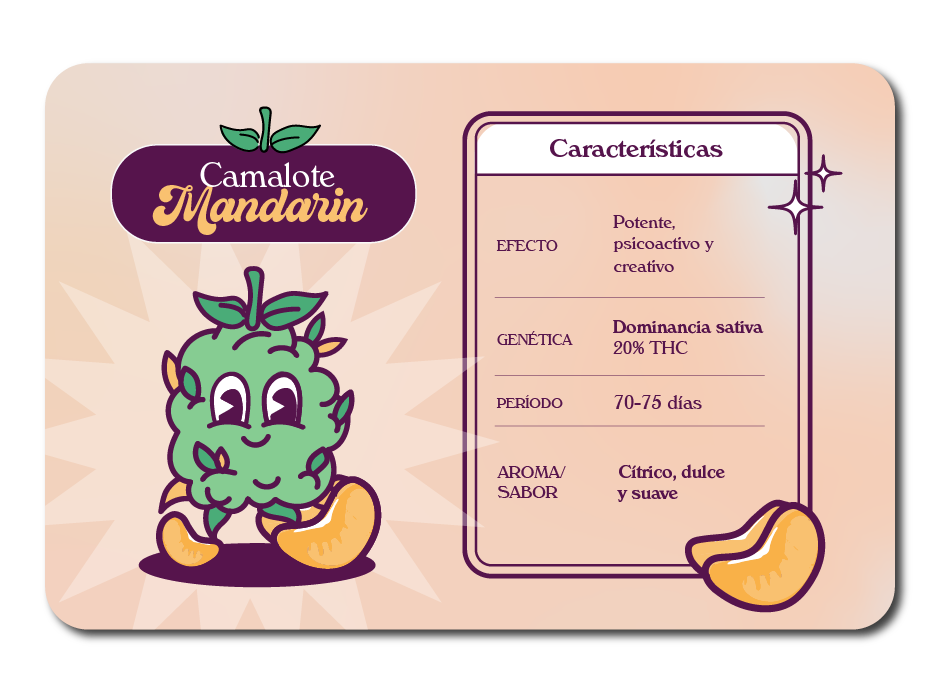 Camalote
Mandarin
Características
EFECTO
Potente,
psicoactivo y
creativo
GENÉTICA
Dominancia sativa
20% THC
PERÍODO
70-75 días
AROMA/
SABOR
Cítrico, dulce
y suave